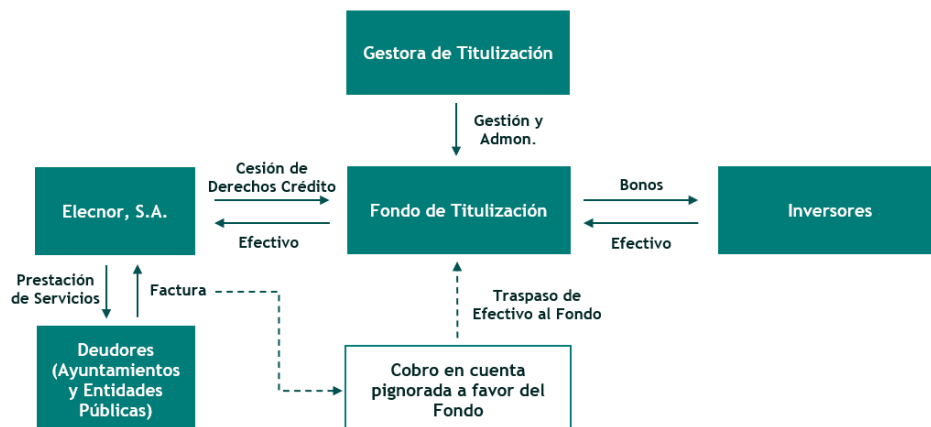 Gestora de Titulización
Gestión y
Admon.
Cesión de
Derechos Crédito
Bonos
Elecnor, S.A.
Fondo de Titulización
Inversores
Efectivo
Efectivo
Prestación
de Servicios
Factura
Traspaso de
Efectivo al Fondo
Deudores
(Ayuntamientos
y Entidades
Públicas)
Cobro en cuenta
pignorada a favor del
Fondo